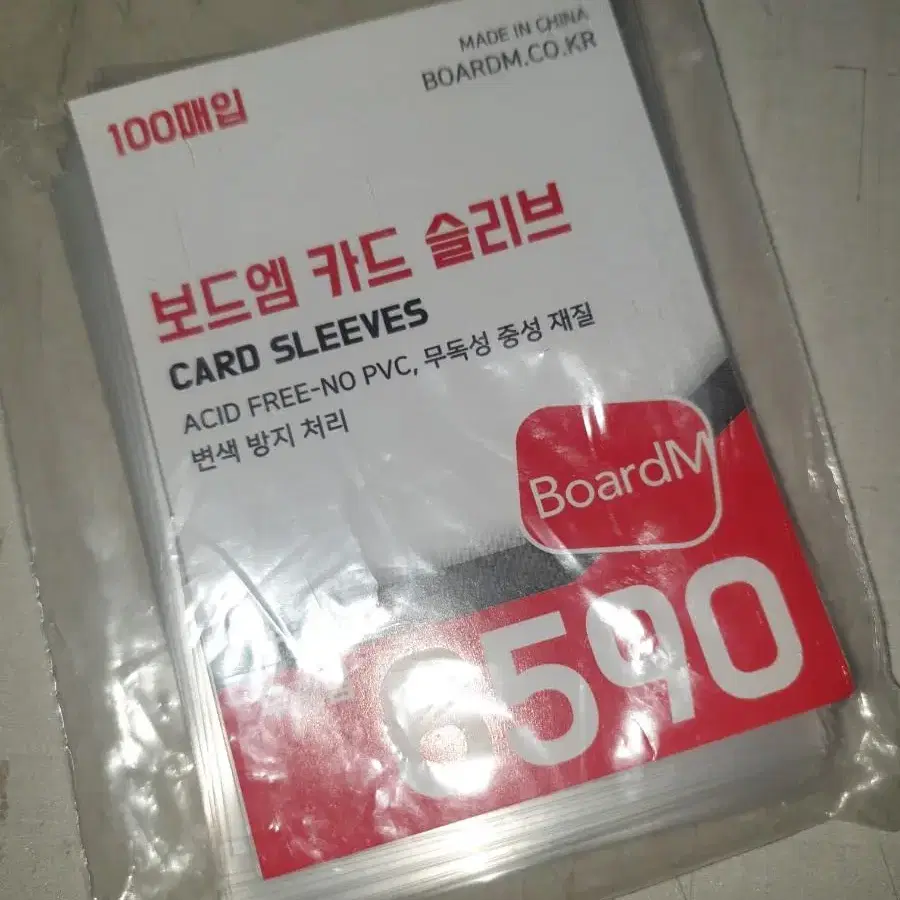 MADE IN CHINA
BOARDM.CO.KR
100매입
보드엠 카드 슬리브
CARD SLEEVES
ACID FREE-NO PVC, 무독성 중성 재질
변색 방지 처리
BoardM
6590